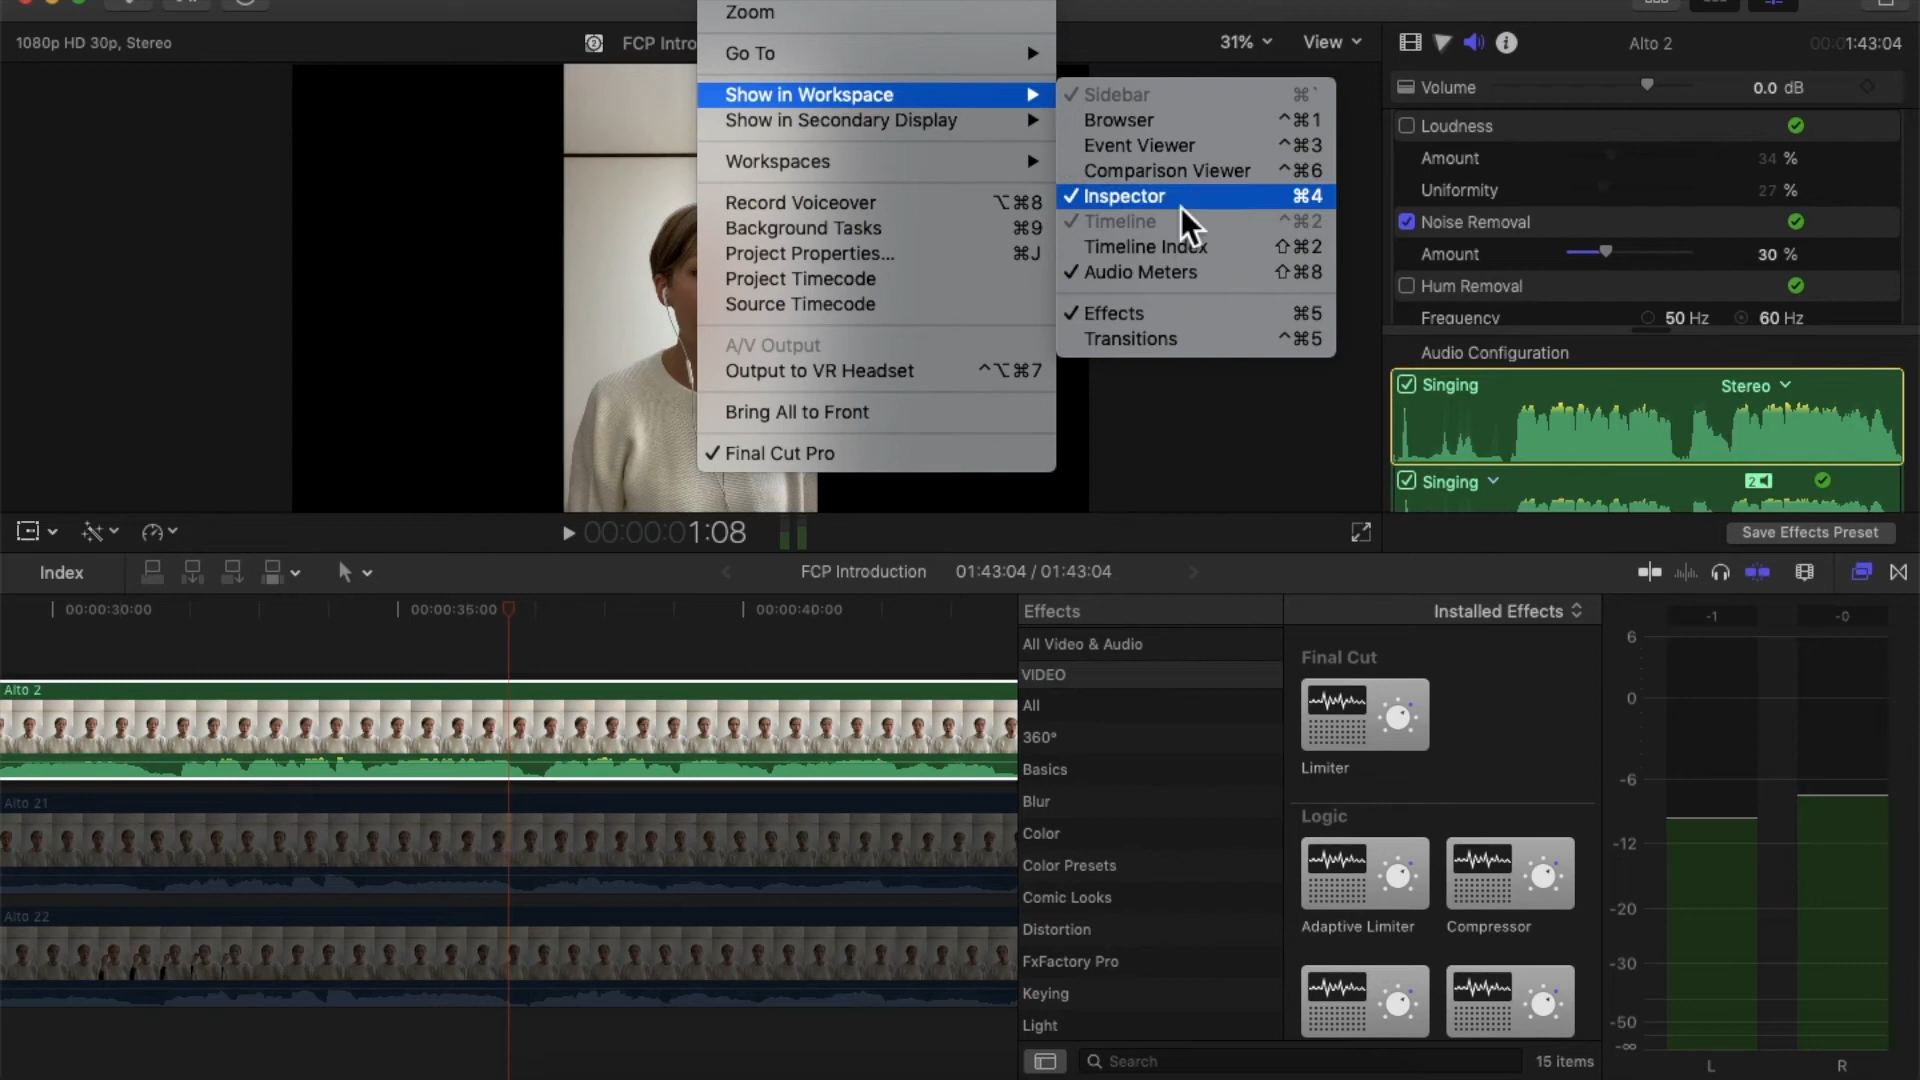 1080p HD 30p, Stereo
FCP Intro
31%
View
Alto 2
00:01:43:04
Zoom
Go To
Show in Workspace
Show in Secondary Display
Workspaces
Record Voiceover ⌥⌘8
Background Tasks ⌘9
Project Properties... ⌘J
Project Timecode
Source Timecode
A/V Output
Output to VR Headset ^⌥⌘7
Bring All to Front
✓ Final Cut Pro
✓ Sidebar ⌘`
Browser ^⌘1
Event Viewer ^⌘3
Comparison Viewer ^⌘6
✓ Inspector ⌘4
✓ Timeline ^⌘2
Timeline Index ⇧⌘2
✓ Audio Meters ⇧⌘8
✓ Effects ⌘5
Transitions ^⌘5
Volume 0.0 dB
Loudness
Amount 34 %
Uniformity 27 %
Noise Removal
Amount 30 %
Hum Removal
Frequency 50 Hz 60 Hz
Audio Configuration
Singing Stereo
Singing 2
Save Effects Preset
00:00:01:08
Index
FCP Introduction 01:43:04 / 01:43:04
00:00:30:00 00:00:35:00 00:00:40:00
Alto 2
Alto 21
Alto 22
Effects
All Video & Audio
VIDEO
All
360°
Basics
Blur
Color
Color Presets
Comic Looks
Distortion
FxFactory Pro
Keying
Light
Installed Effects
Final Cut
Limiter
Logic
Adaptive Limiter Compressor
Search 15 items
-1 -0
6
0
-6
-12
-20
-30
-50
-∞
L R